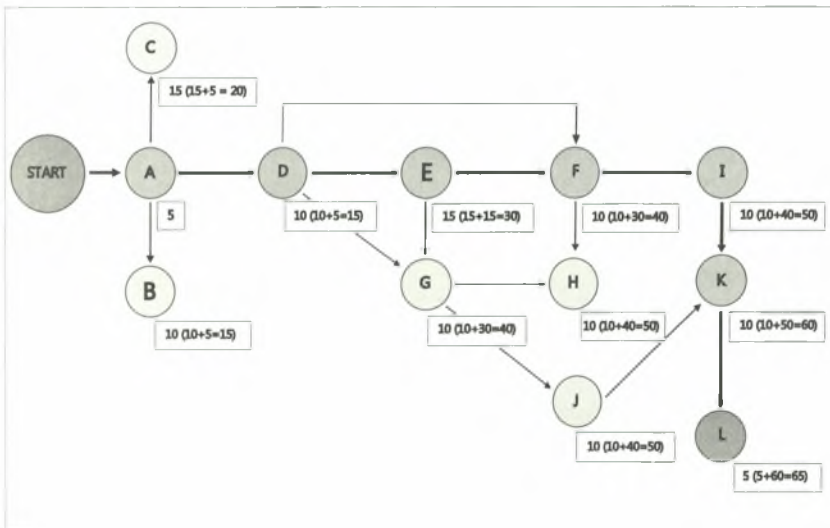 C
15 (15+5 = 20)
START
A
D
E
F
I
5
10 (10+5=15)
15 (15+15=30)
10 (10+30=40)
10 (10+40=50)
B
G
H
K
10 (10+5=15)
10 (10+30=40)
10 (10+40=50)
10 (10+50=60)
J
L
10 (10+40=50)
5 (5+60=65)